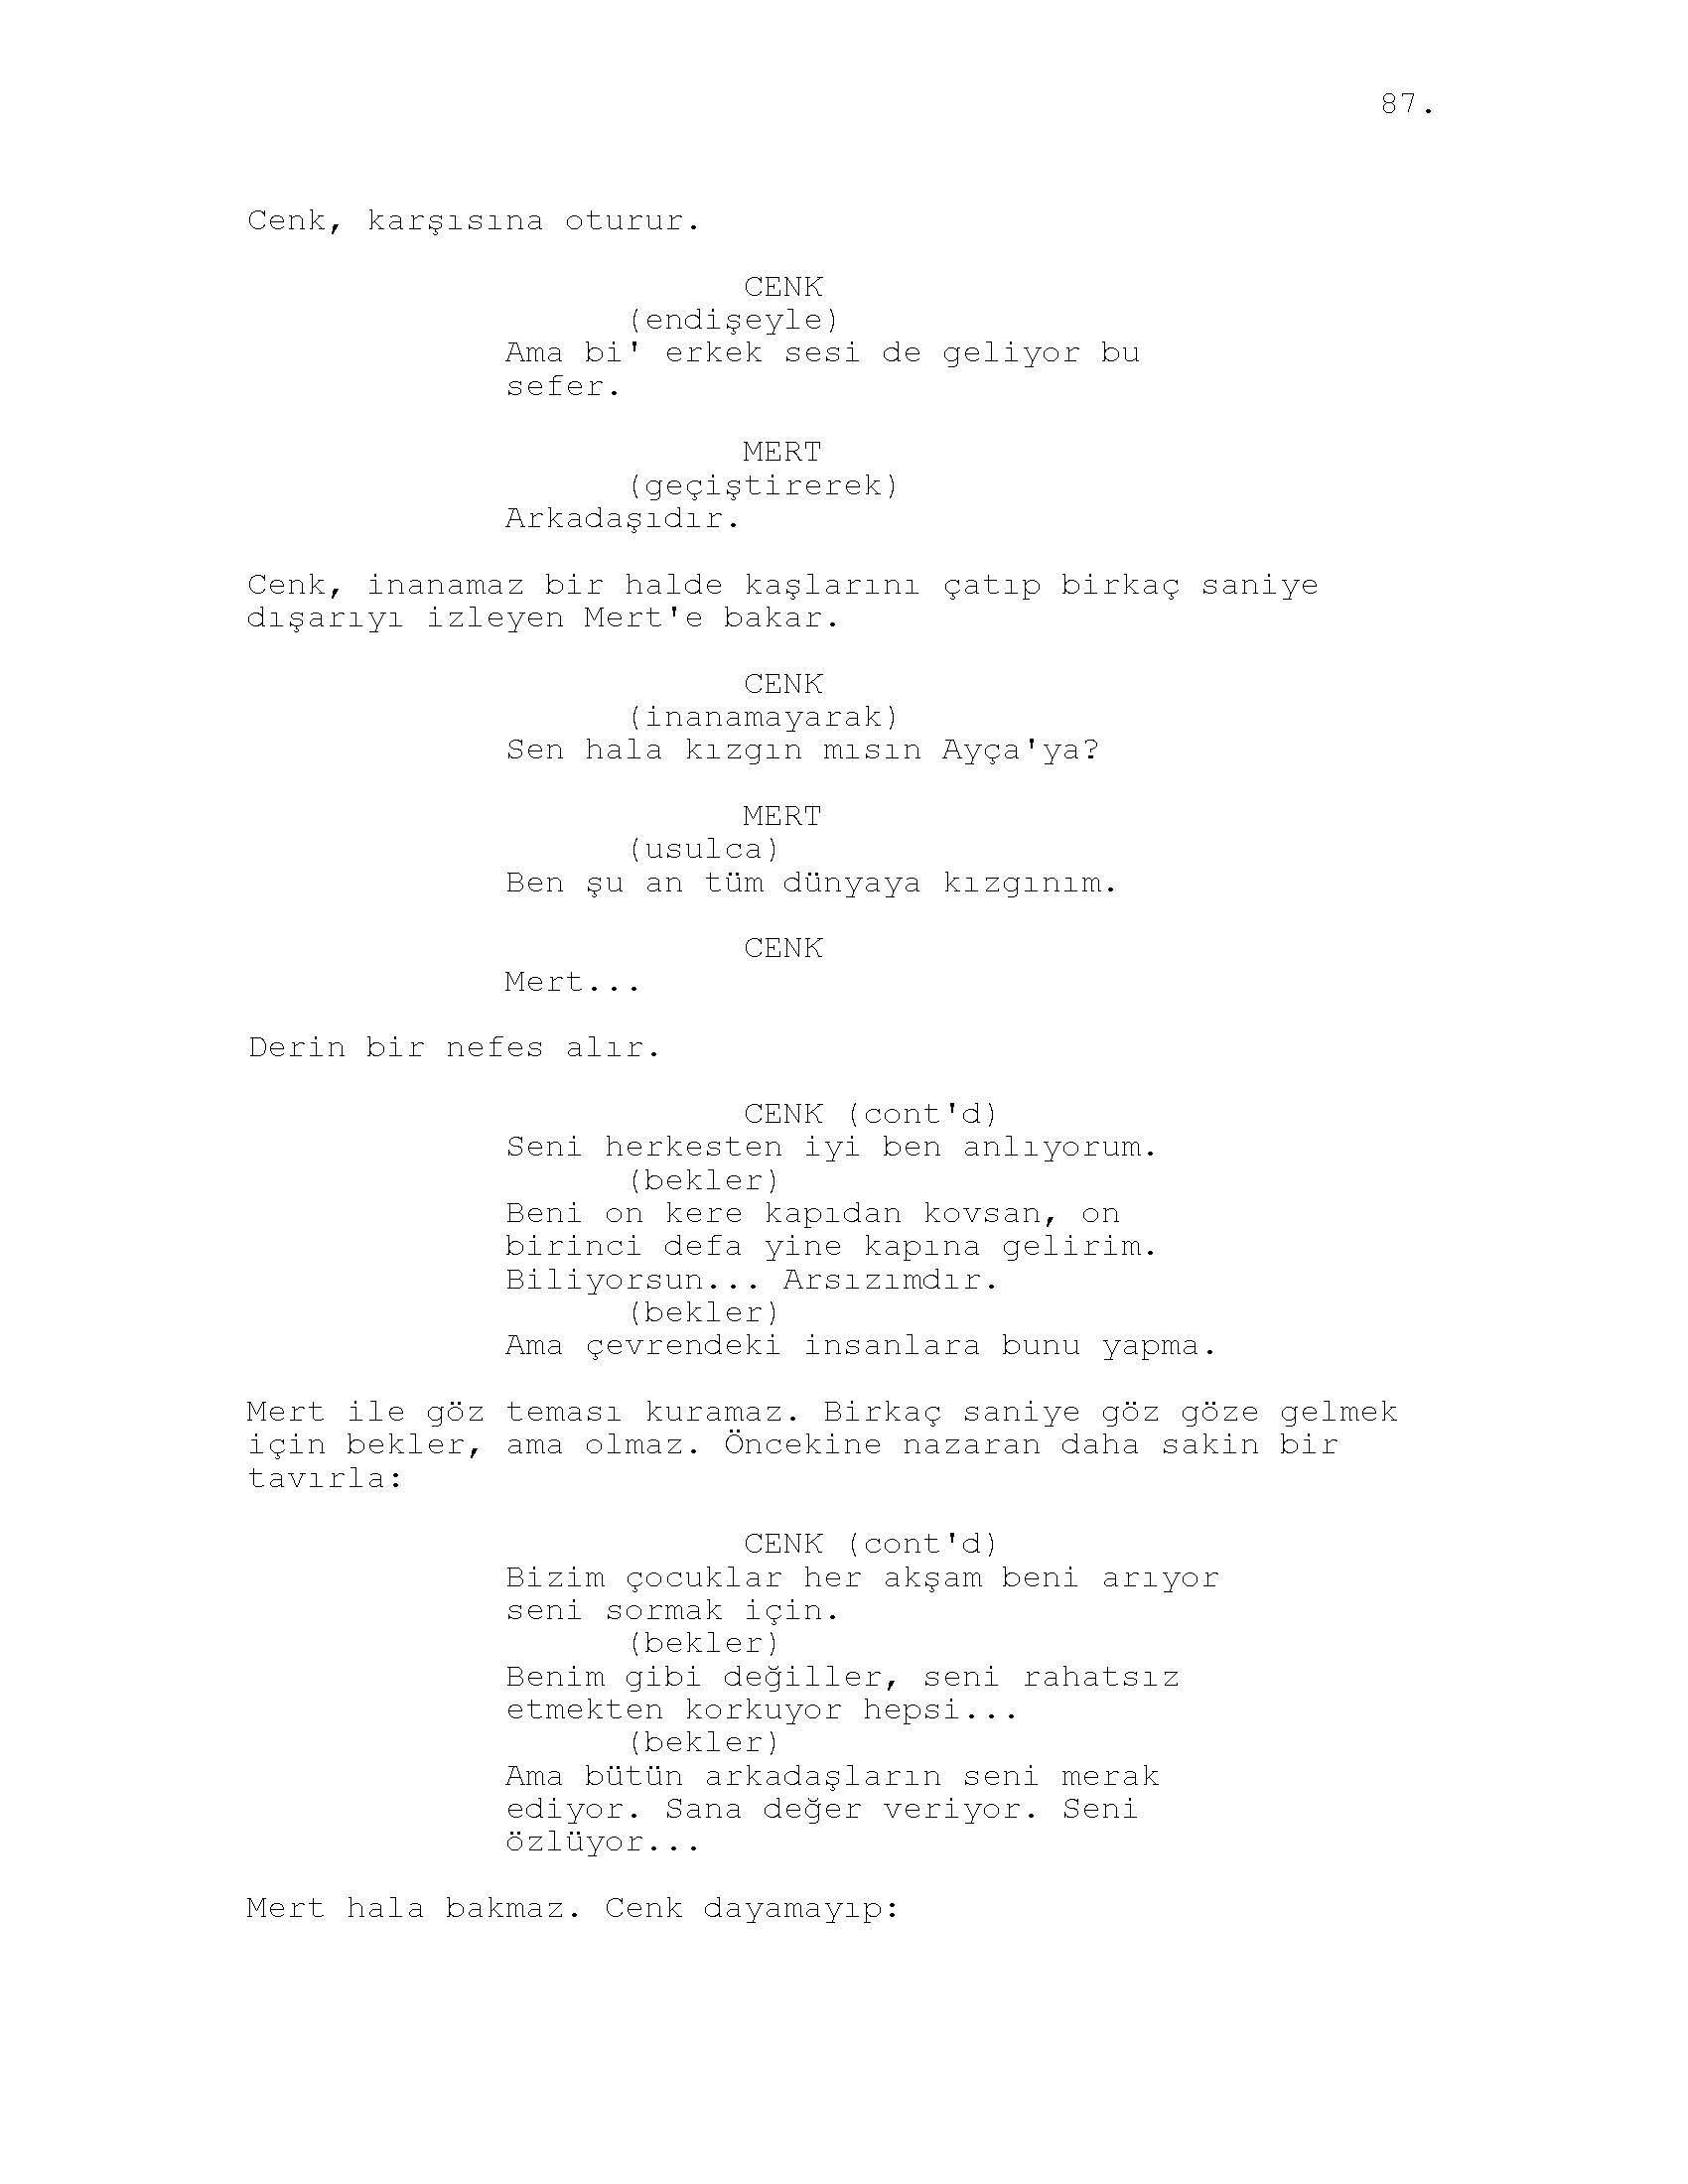 87.
Cenk, karşısına oturur.
CENK
(endişeyle)
Ama bi' erkek sesi de geliyor bu
sefer.
MERT
(geçiştirerek)
Arkadaşıdır.
Cenk, inanamaz bir halde kaşlarını çatıp birkaç saniye
dışarıyı izleyen Mert'e bakar.
CENK
(inanamayarak)
Sen hala kızgın mısın Ayça'ya?
MERT
(usulca)
Ben şu an tüm dünyaya kızgınım.
CENK
Mert...
Derin bir nefes alır.
CENK (cont'd)
Seni herkesten iyi ben anlıyorum.
(bekler)
Beni on kere kapıdan kovsan, on
birinci defa yine kapına gelirim.
Biliyorsun... Arsızımdır.
(bekler)
Ama çevrendeki insanlara bunu yapma.
Mert ile göz teması kuramaz. Birkaç saniye göz göze gelmek
için bekler, ama olmaz. Öncekine nazaran daha sakin bir
tavırla:
CENK (cont'd)
Bizim çocuklar her akşam beni arıyor
seni sormak için.
(bekler)
Benim gibi değiller, seni rahatsız
etmekten korkuyor hepsi...
(bekler)
Ama bütün arkadaşların seni merak
ediyor. Sana değer veriyor. Seni
özlüyor...
Mert hala bakmaz. Cenk dayamayıp: